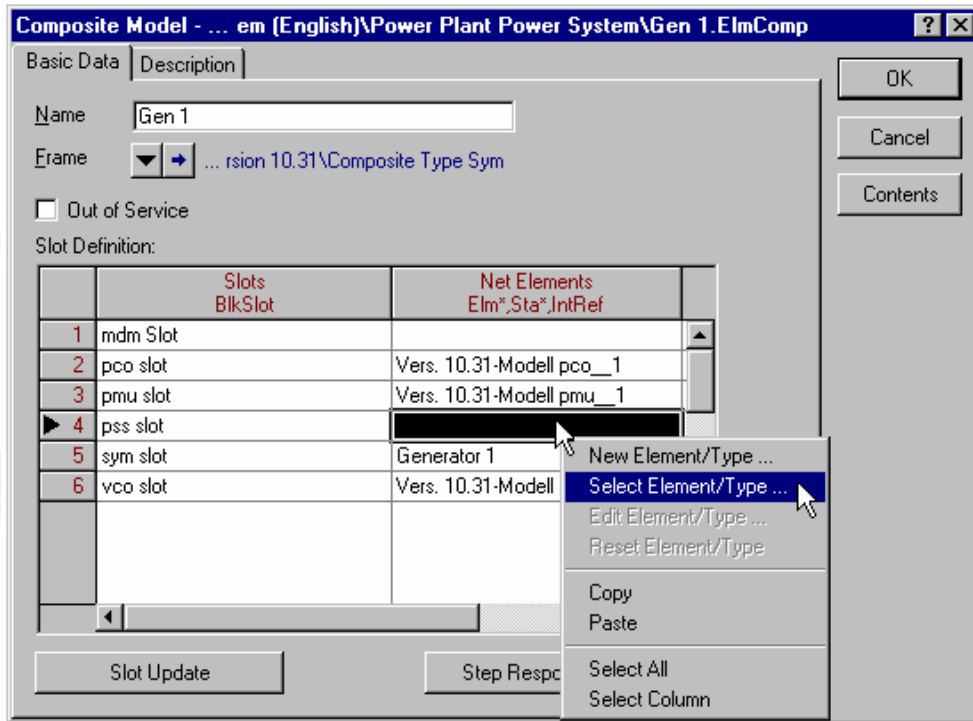 Composite Model - ... em (English)\Power Plant Power System\Gen 1.ElmComp
Basic Data Description
OK
Name Gen 1
Cancel
Frame ... rsion 10.31\Composite Type Sym
Contents
Out of Service
Slot Definition:
Slots Net Elements
BlkSlot Elm*,Sta*,IntRef
1 mdm Slot
2 pco slot Vers. 10.31-Modell pco__1
3 pmu slot Vers. 10.31-Modell pmu__1
4 pss slot
5 sym slot Generator 1
6 vco slot Vers. 10.31-Modell
New Element/Type ...
Select Element/Type ...
Edit Element/Type ...
Reset Element/Type
Copy
Paste
Select All
Select Column
Slot Update Step Respo